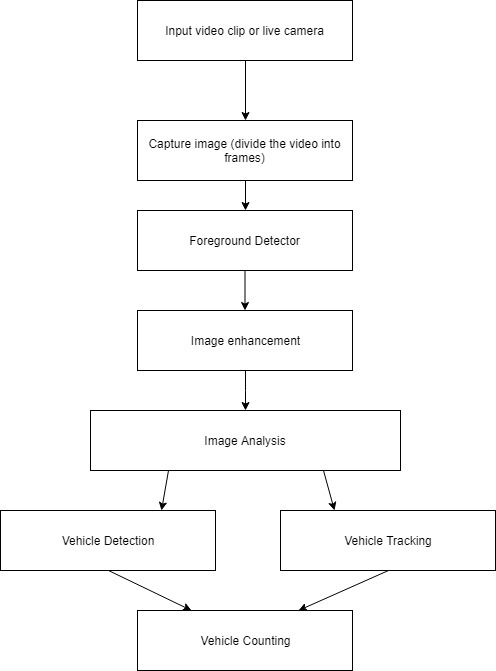 Input video clip or live camera
Capture image (divide the video into
frames)
Foreground Detector
Image enhancement
Image Analysis
Vehicle Detection
Vehicle Tracking
Vehicle Counting